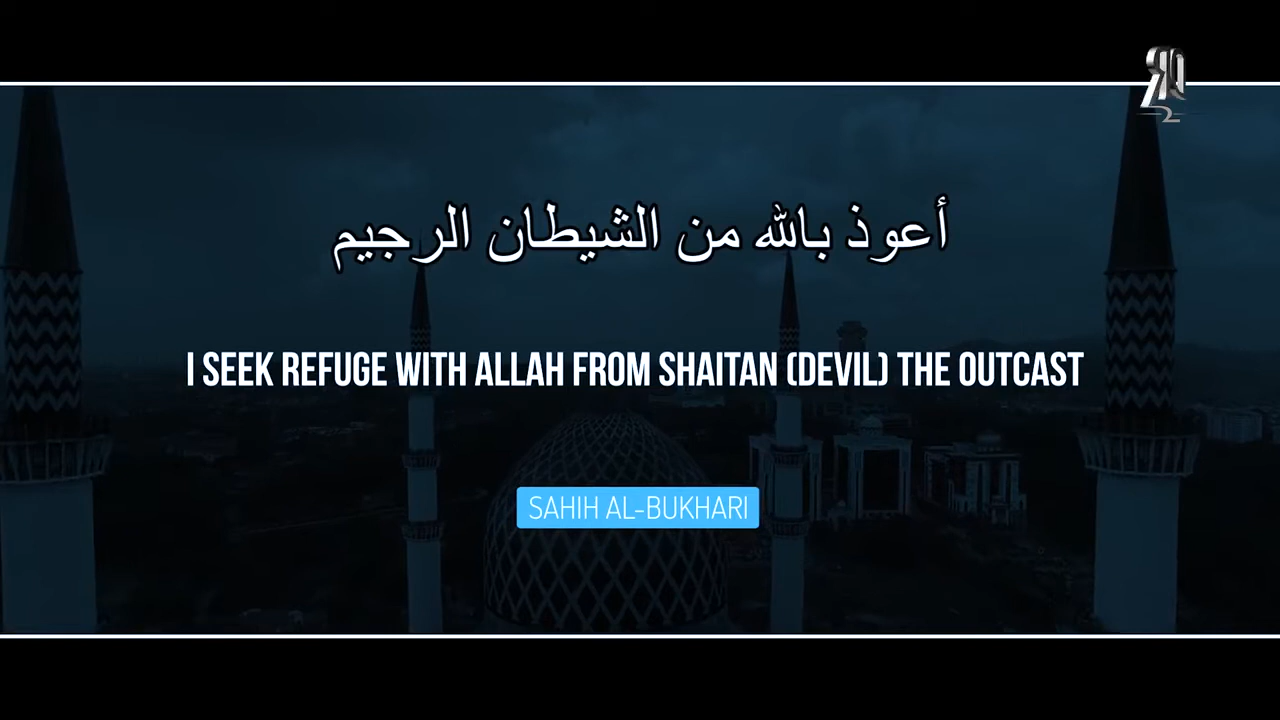 أعوذ بالله من الشيطان الرجيم
I SEEK REFUGE WITH ALLAH FROM SHAITAN (DEVIL) THE OUTCAST
SAHIH AL-BUKHARI